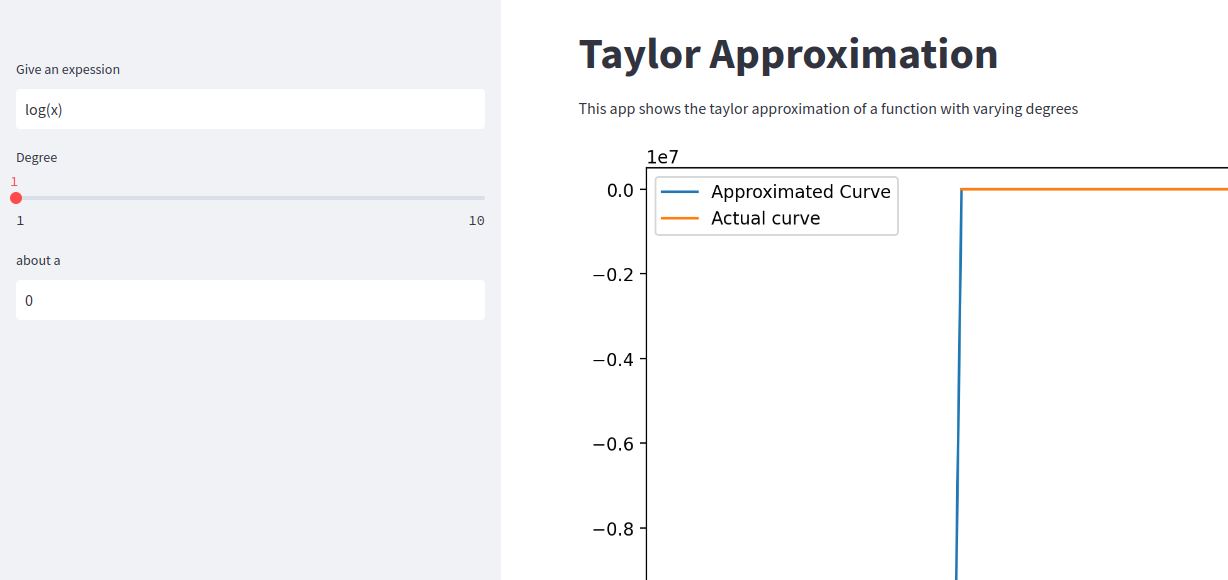 Give an expession
log(x)
Degree
1
1 10
about a
0
Taylor Approximation
This app shows the taylor approximation of a function with varying degrees
1e7
0.0
Approximated Curve
Actual curve
−0.2
−0.4
−0.6
−0.8